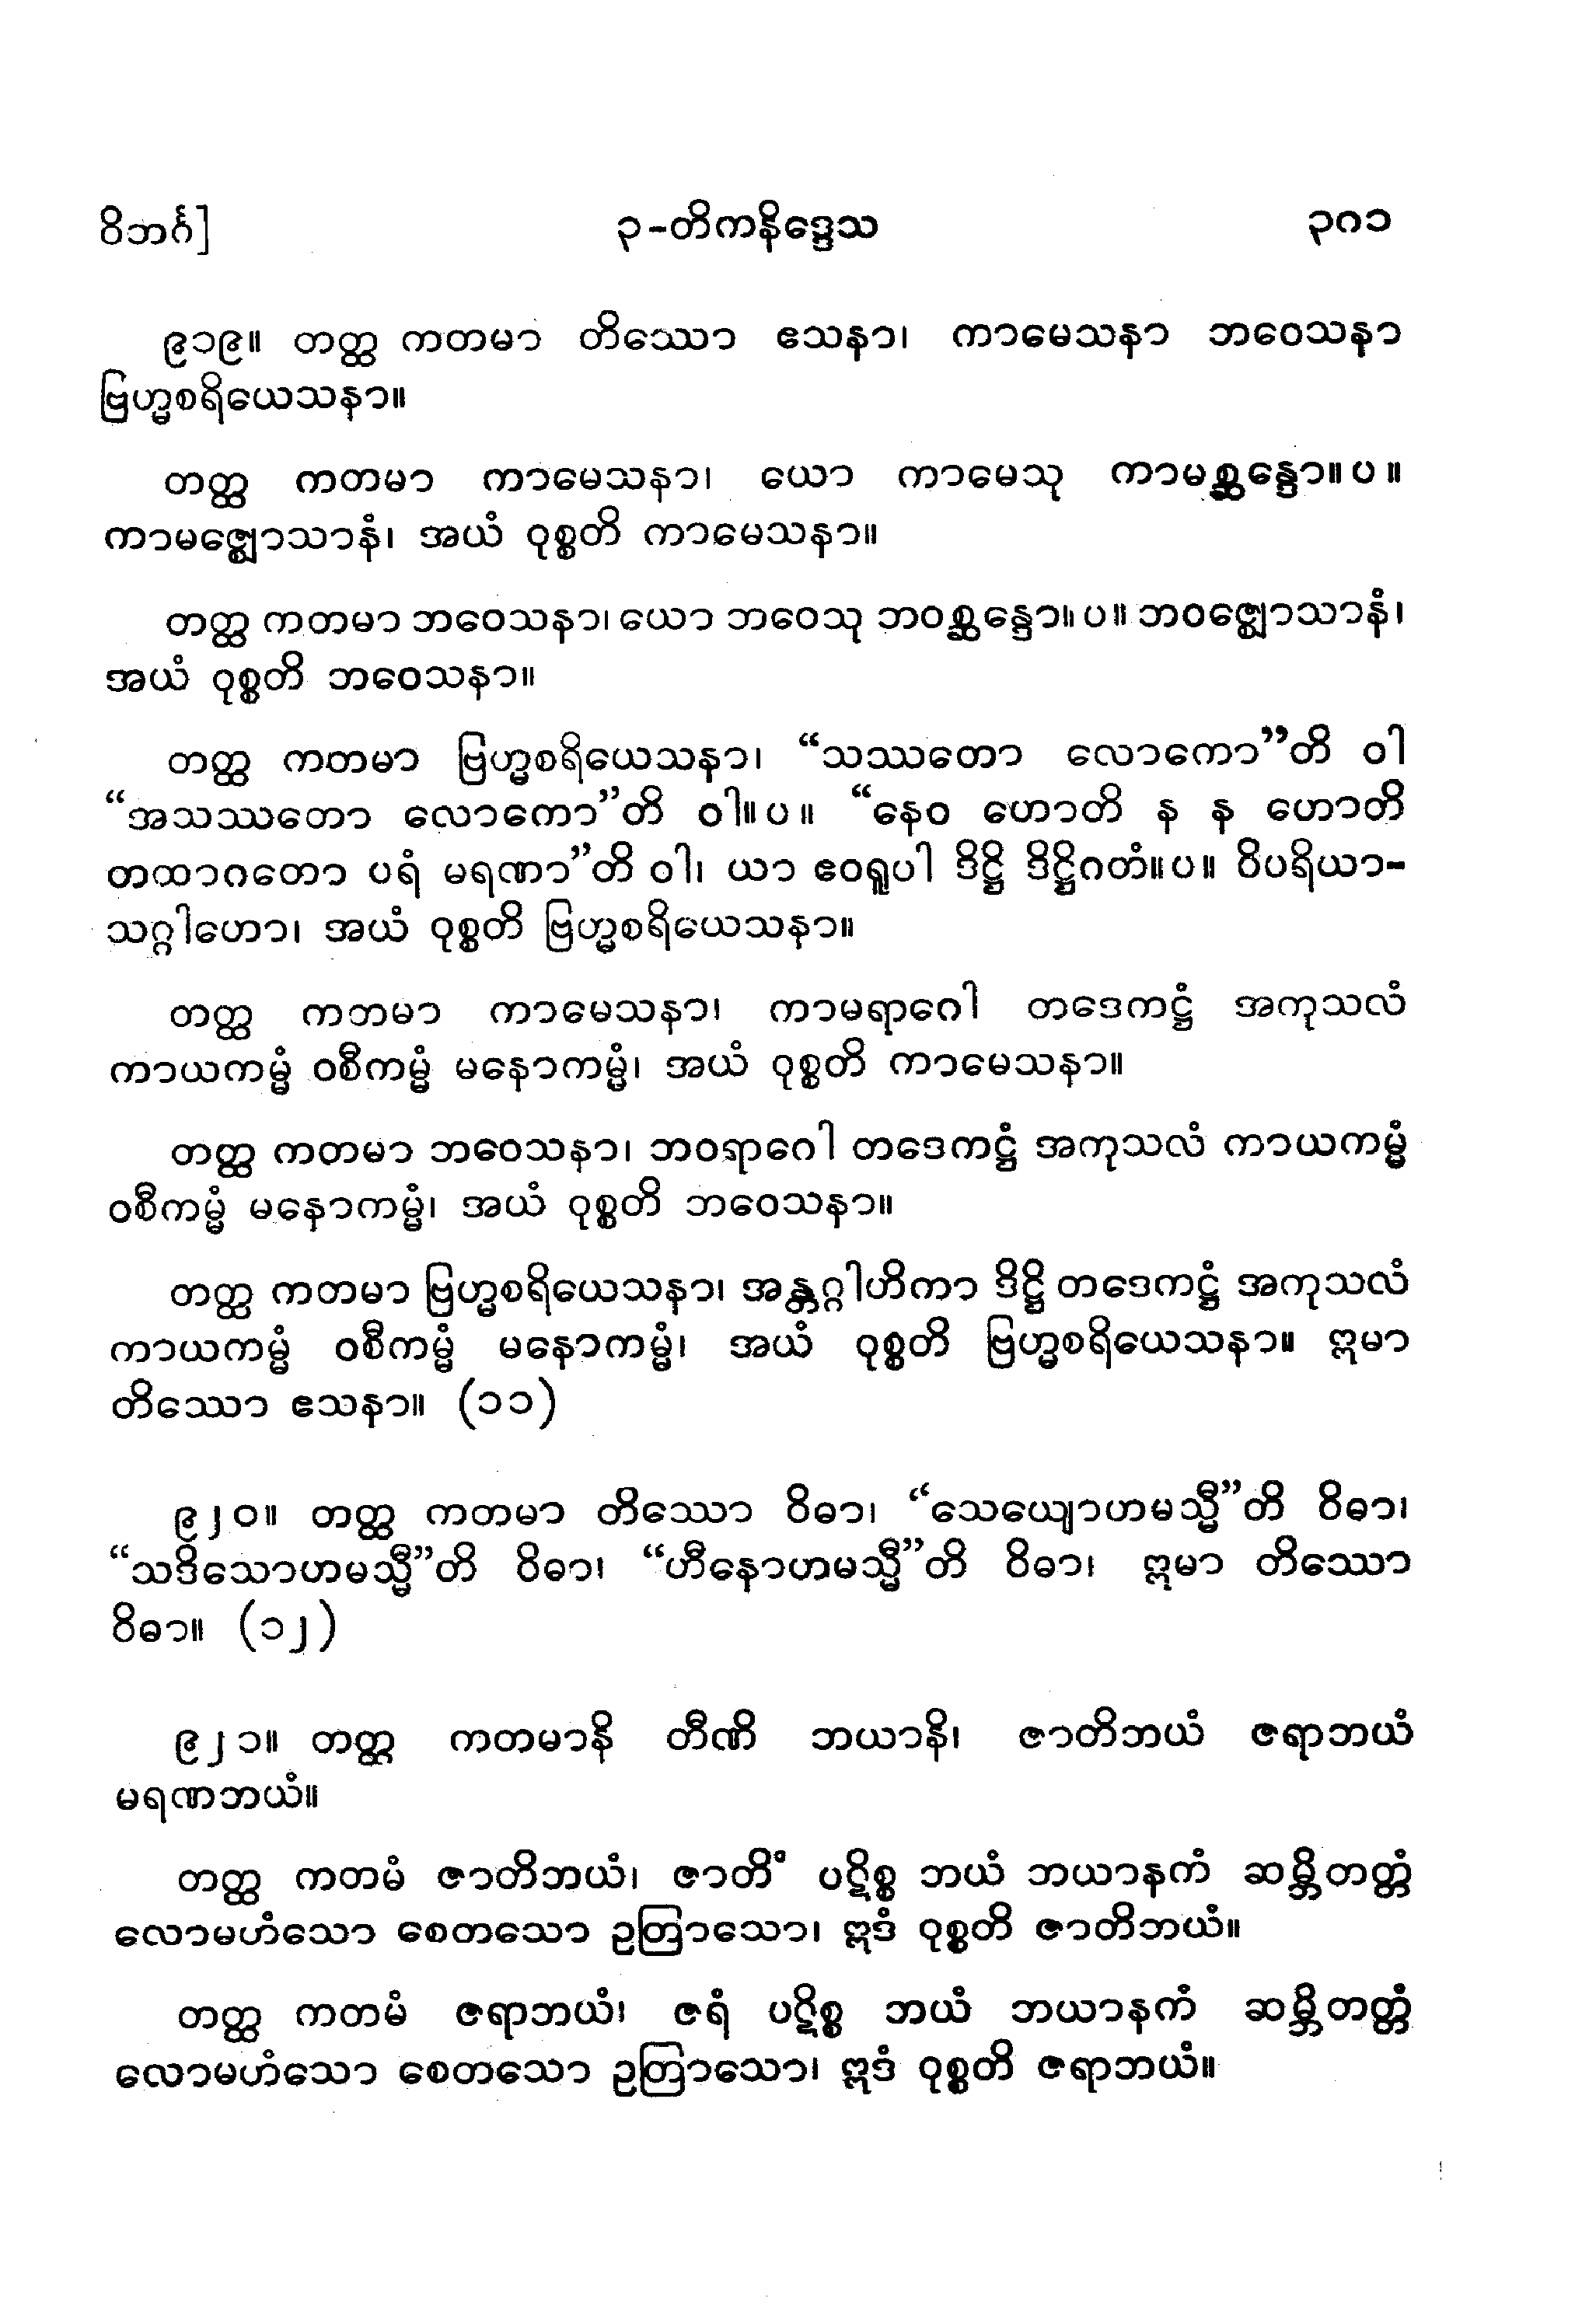 ဝိဘင်္ဂ] ၃-တိကနိဒ္ဒေသ ၃၈၁
၉၁၉။ တတ္ထ ကတမာ တိဿော ဧသနာ၊ ကာမေသနာ ဘဝေသနာ
ဗြဟ္မစရိယေသနာ။
တတ္ထ ကတမာ ကာမေသနာ၊ ယော ကာမေသု ကာမစ္ဆန္ဒော။ပ။
ကာမဇ္ဈောသာနံ၊ အယံ ဝုစ္စတိ ကာမေသနာ။
တတ္ထ ကတမာ ဘဝေသနာ၊ ယော ဘဝေသု ဘဝစ္ဆန္ဒော။ပ။ ဘဝဇ္ဈောသာနံ၊
အယံ ဝုစ္စတိ ဘဝေသနာ။
တတ္ထ ကတမာ ဗြဟ္မစရိယေသနာ၊ “သဿတော လောကော”တိ ဝါ
“အသဿတော လောကော”တိ ဝါ။ပ။ “နေဝ ဟောတိ န န ဟောတိ
တထာဂတော ပရံ မရဏာ”တိ ဝါ၊ ယာ ဧဝရူပါ ဒိဋ္ဌိ ဒိဋ္ဌိဂတံ။ပ။ ဝိပရိယာ-
သဂ္ဂါဟော၊ အယံ ဝုစ္စတိ ဗြဟ္မစရိယေသနာ။
တတ္ထ ကတမာ ကာမေသနာ၊ ကာမရာဂေါ တဒေကဋ္ဌံ အကုသလံ
ကာယကမ္မံ ဝစီကမ္မံ မနောကမ္မံ၊ အယံ ဝုစ္စတိ ကာမေသနာ။
တတ္ထ ကတမာ ဘဝေသနာ၊ ဘဝရာဂေါ တဒေကဋ္ဌံ အကုသလံ ကာယကမ္မံ
ဝစီကမ္မံ မနောကမ္မံ၊ အယံ ဝုစ္စတိ ဘဝေသနာ။
တတ္ထ ကတမာ ဗြဟ္မစရိယေသနာ၊ အန္တဂ္ဂါဟိကာ ဒိဋ္ဌိ တဒေကဋ္ဌံ အကုသလံ
ကာယကမ္မံ ဝစီကမ္မံ မနောကမ္မံ၊ အယံ ဝုစ္စတိ ဗြဟ္မစရိယေသနာ။ ဣမာ
တိဿော ဧသနာ။ (၁၁)
၉၂၀။ တတ္ထ ကတမာ တိဿော ဝိဓာ၊ “သေယျောဟမသ္မီ”တိ ဝိဓာ၊
“သဒိသောဟမသ္မီ”တိ ဝိဓာ၊ “ဟီနောဟမသ္မီ”တိ ဝိဓာ၊ ဣမာ တိဿော
ဝိဓာ။ (၁၂)
၉၂၁။ တတ္ထ ကတမာနိ တီဏိ ဘယာနိ၊ ဇာတိဘယံ ဇရာဘယံ
မရဏဘယံ။
တတ္ထ ကတမံ ဇာတိဘယံ၊ ဇာတိံ ပဋိစ္စ ဘယံ ဘယာနကံ ဆမ္ဘိတတ္တံ
လောမဟံသော စေတသော ဥတြာသော၊ ဣဒံ ဝုစ္စတိ ဇာတိဘယံ။
တတ္ထ ကတမံ ဇရာဘယံ၊ ဇရံ ပဋိစ္စ ဘယံ ဘယာနကံ ဆမ္ဘိတတ္တံ
လောမဟံသော စေတသော ဥတြာသော၊ ဣဒံ ဝုစ္စတိ ဇရာဘယံ။